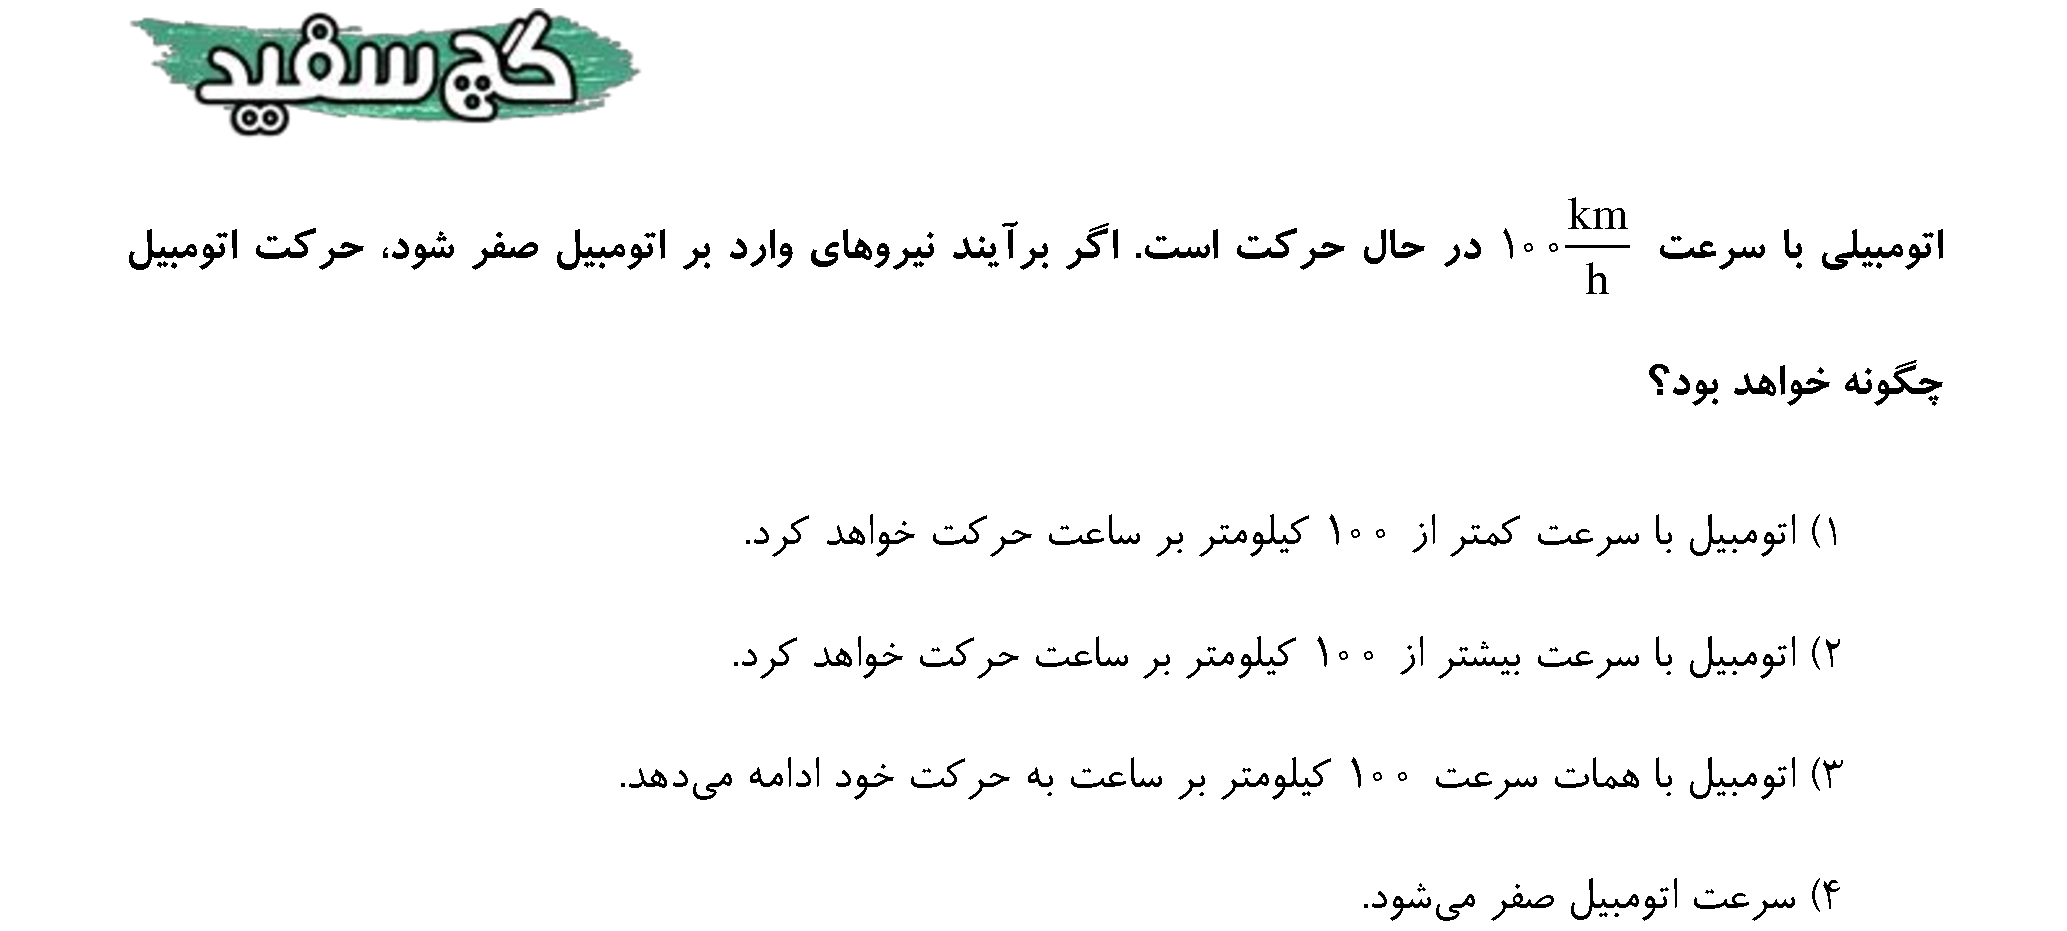 گچ سفید
اتومبیلی با سرعت ۱۰۰ km/h در حال حرکت است. اگر برآیند نیروهای وارد بر اتومبیل صفر شود، حرکت اتومبیل
چگونه خواهد بود؟
۱) اتومبیل با سرعت کمتر از ۱۰۰ کیلومتر بر ساعت حرکت خواهد کرد.
۲) اتومبیل با سرعت بیشتر از ۱۰۰ کیلومتر بر ساعت حرکت خواهد کرد.
۳) اتومبیل با همات سرعت ۱۰۰ کیلومتر بر ساعت به حرکت خود ادامه می‌دهد.
۴) سرعت اتومبیل صفر می‌شود.